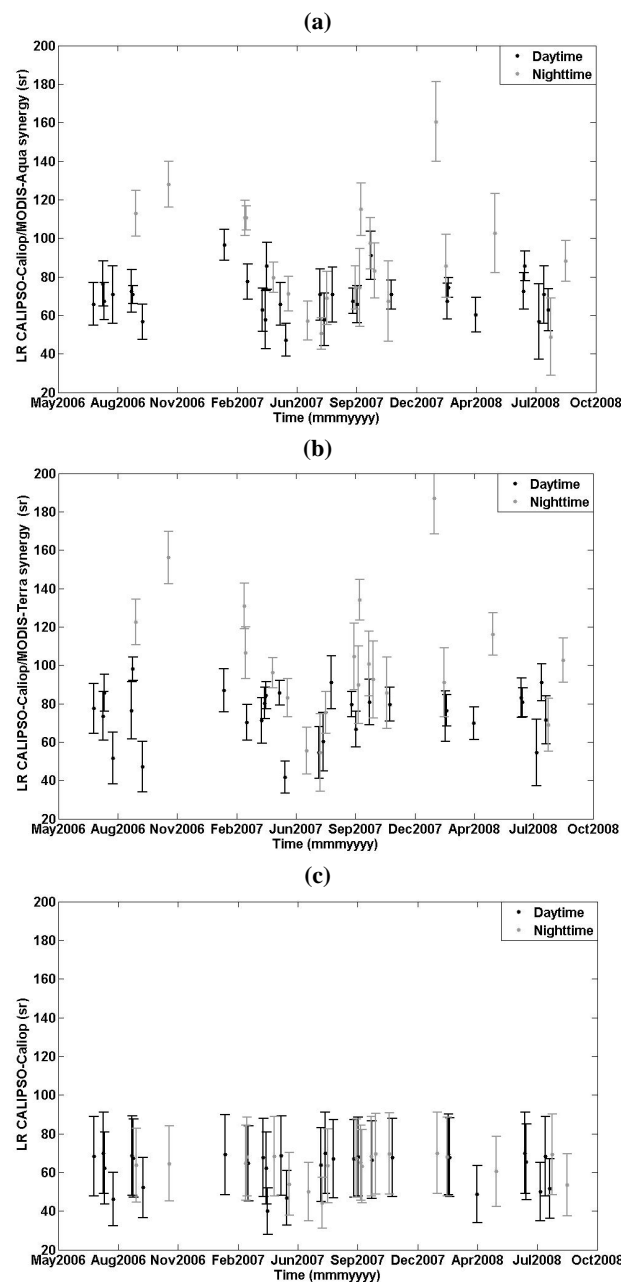 (a)
200
180
160
140
120
100
80
60
40
20
LR CALIPSO-Caliop/MODIS-Aqua synergy (sr)
Daytime
Nighttime
May2006 Aug2006 Nov2006 Feb2007 Jun2007 Sep2007 Dec2007 Apr2008 Jul2008 Oct2008
Time (mmmyyyy)
(b)
200
180
160
140
120
100
80
60
40
20
LR CALIPSO-Caliop/MODIS-Terra synergy (sr)
Daytime
Nighttime
May2006 Aug2006 Nov2006 Feb2007 Jun2007 Sep2007 Dec2007 Apr2008 Jul2008 Oct2008
Time (mmmyyyy)
(c)
200
180
160
140
120
100
80
60
40
20
LR CALIPSO-Caliop (sr)
Daytime
Nighttime
May2006 Aug2006 Nov2006 Feb2007 Jun2007 Sep2007 Dec2007 Apr2008 Jul2008 Oct2008
Time (mmmyyyy)